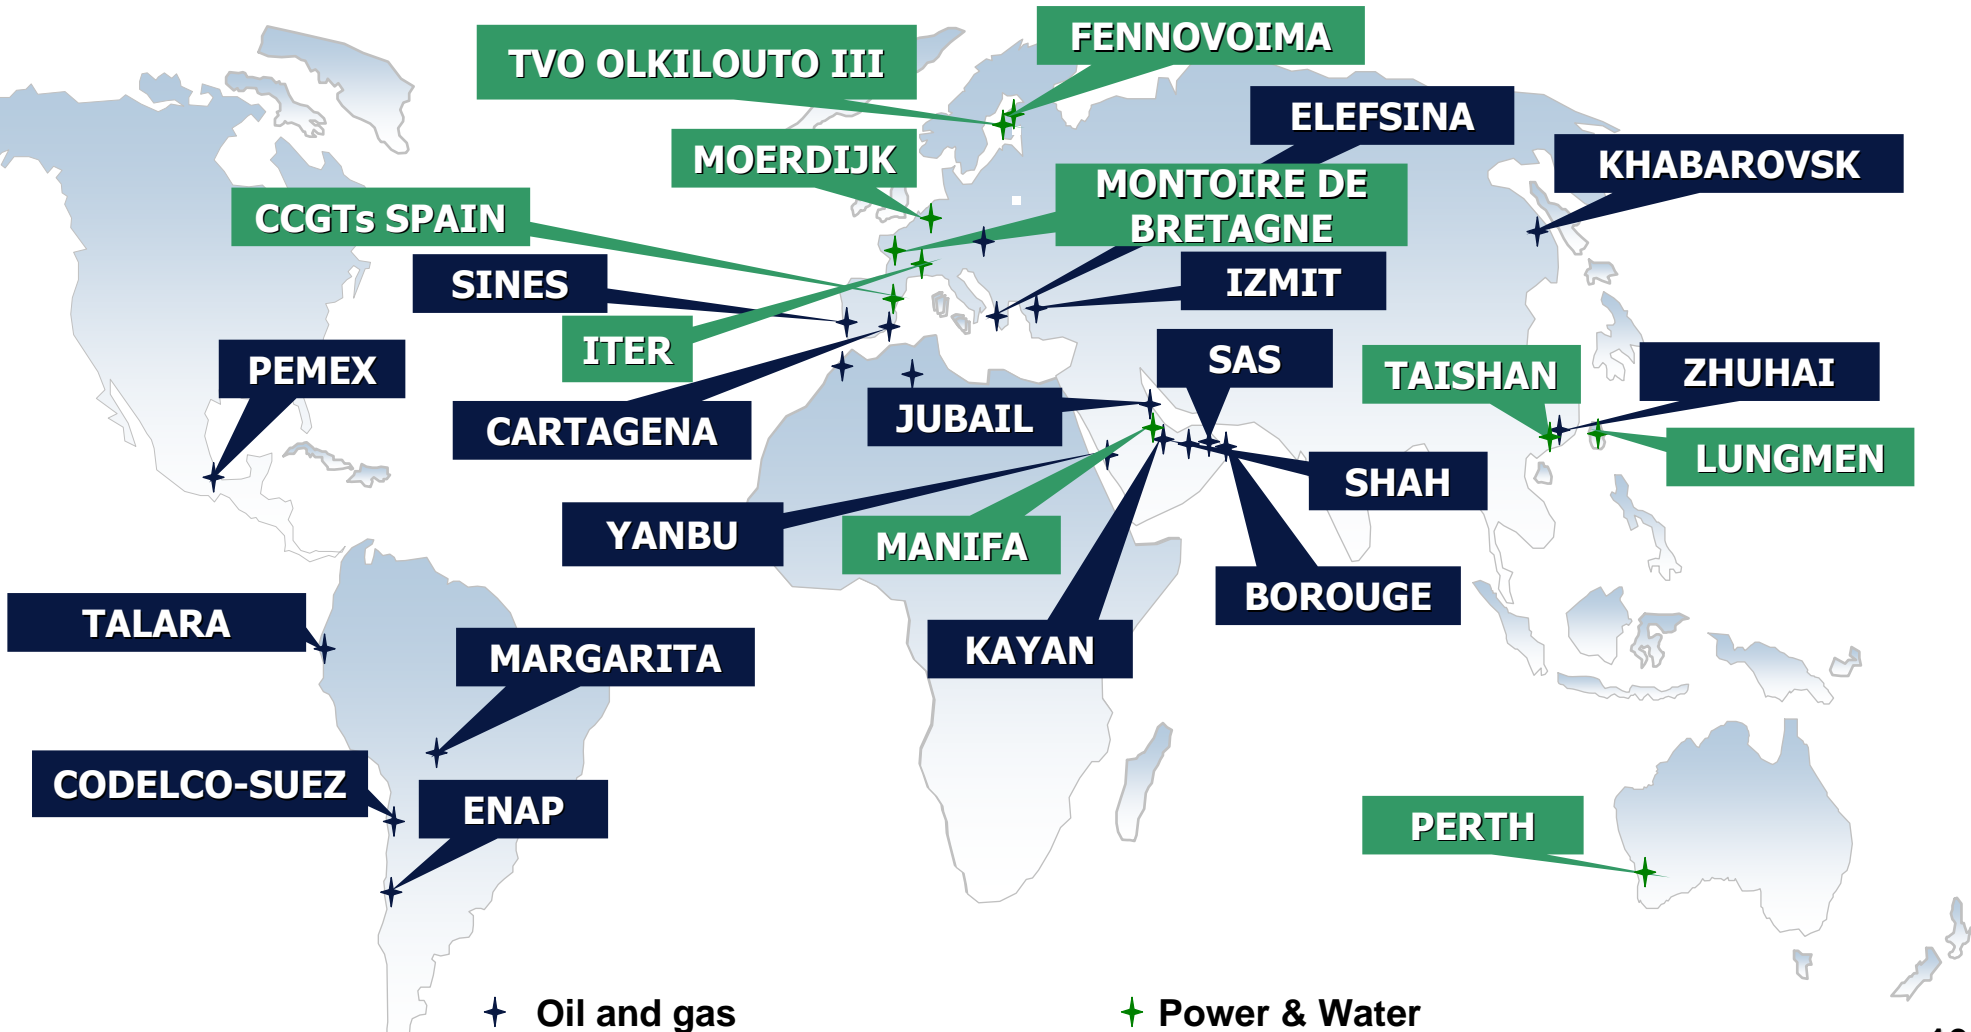 FENNOVOIMA
TVO OLKILOUTO III
ELEFSINA
MOERDIJK
KHABAROVSK
MONTOIRE DE
BRETAGNE
CCGTs SPAIN
SINES
IZMIT
ITER
SAS
PEMEX
TAISHAN
ZHUHAI
JUBAIL
CARTAGENA
LUNGMEN
SHAH
YANBU
MANIFA
BOROUGE
TALARA
KAYAN
MARGARITA
CODELCO-SUEZ
ENAP
PERTH
Oil and gas
Power & Water